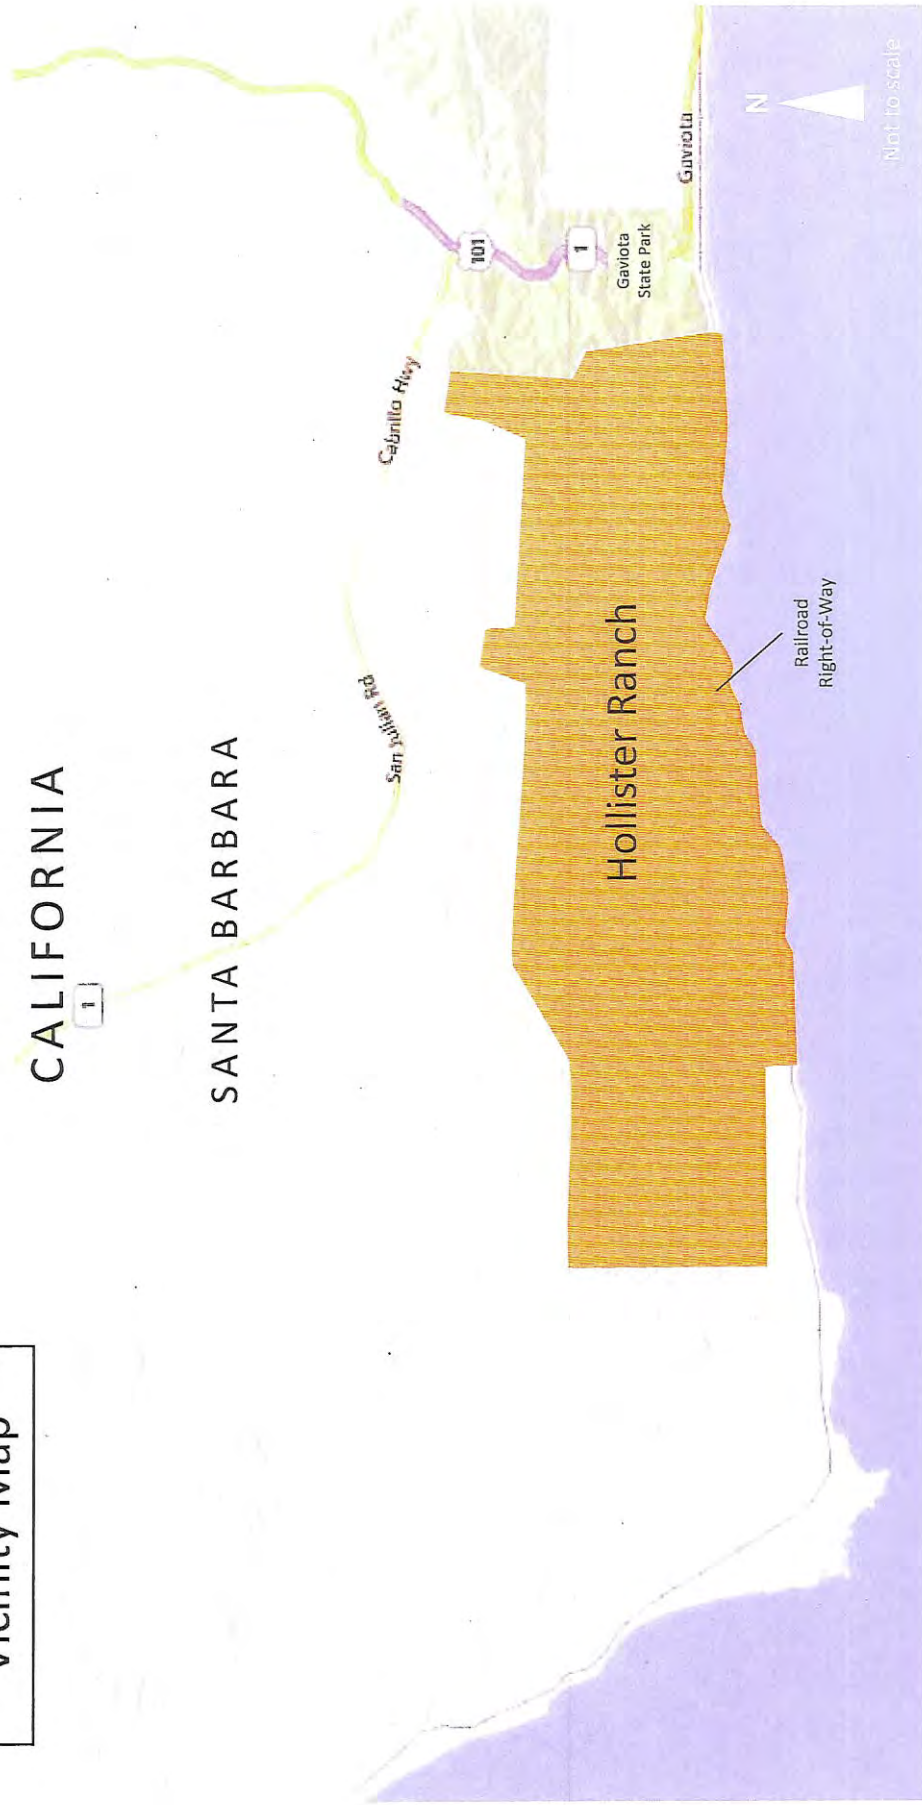 Vicinity Map
CALIFORNIA
1
SANTA BARBARA
San Julian Rd
Cabrillo Hwy
101
1
Gaviota
State Park
Gaviota
Hollister Ranch
Railroad
Right-of-Way
N
Not to scale